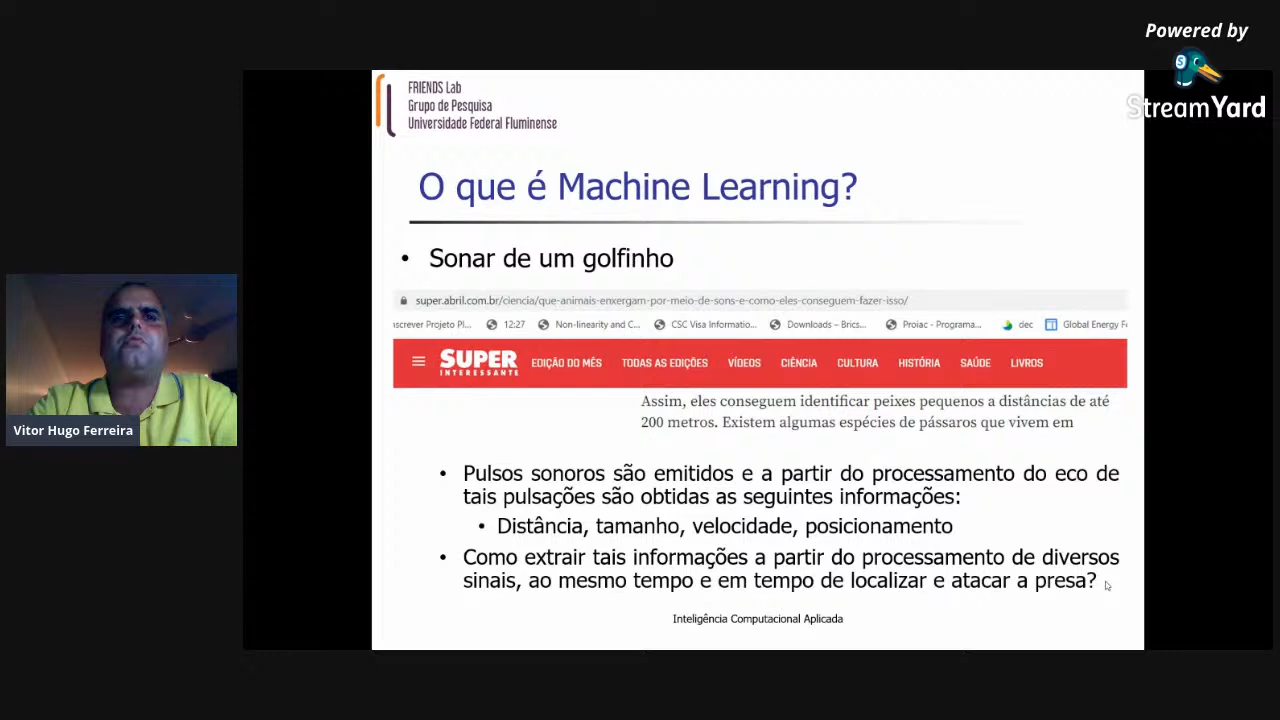 Powered by
StreamYard
FRIENDS Lab
Grupo de Pesquisa
Universidade Federal Fluminense
O que é Machine Learning?
• Sonar de um golfinho
super.abril.com.br/ciencia/que-animais-enxergam-por-meio-de-sons-e-como-eles-conseguem-fazer-isso/
screver Projeto Pl... 12:27 Non-linearity and C... CSC Visa Informatio... Downloads – Brics... Proiac - Programa... dec Global Energy
SUPER
INTERESSANTE
EDIÇÃO DO MÊS TODAS AS EDIÇÕES VÍDEOS CIÊNCIA CULTURA HISTÓRIA SAÚDE LIVROS
Assim, eles conseguem identificar peixes pequenos a distâncias de até
200 metros. Existem algumas espécies de pássaros que vivem em
• Pulsos sonoros são emitidos e a partir do processamento do eco de
tais pulsações são obtidas as seguintes informações:
• Distância, tamanho, velocidade, posicionamento
• Como extrair tais informações a partir do processamento de diversos
sinais, ao mesmo tempo e em tempo de localizar e atacar a presa?
Inteligência Computacional Aplicada
Vitor Hugo Ferreira